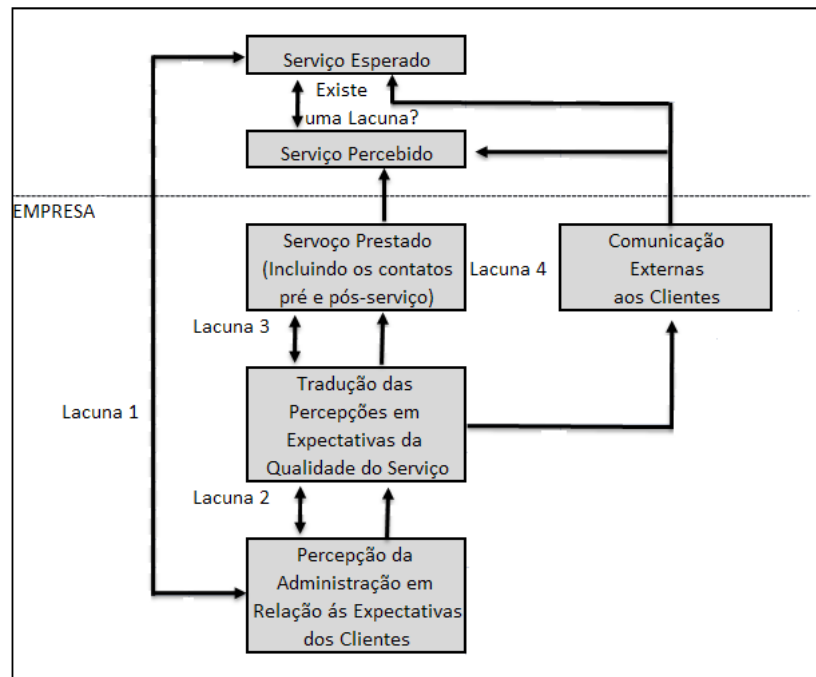 Serviço Esperado
Existe
uma Lacuna?
Serviço Percebido
EMPRESA
Servoço Prestado
(Incluindo os contatos
pré e pós-serviço)
Lacuna 4
Comunicação
Externas
aos Clientes
Lacuna 3
Tradução das
Percepções em
Expectativas da
Qualidade do Serviço
Lacuna 1
Lacuna 2
Percepção da
Administração em
Relação ás Expectativas
dos Clientes